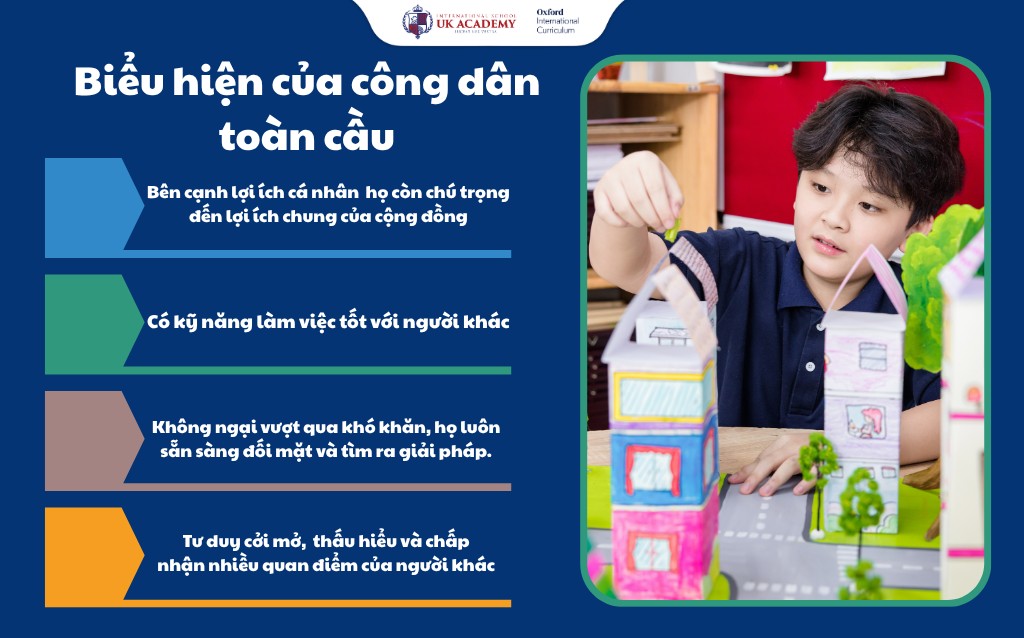 INTERNATIONAL SCHOOL
UK ACADEMY
Oxford
International
Curriculum
Biểu hiện của công dân
toàn cầu
Bên cạnh lợi ích cá nhân họ còn chú trọng
đến lợi ích chung của cộng đồng
Có kỹ năng làm việc tốt với người khác
Không ngại vượt qua khó khăn, họ luôn
sẵn sàng đối mặt và tìm ra giải pháp.
Tư duy cởi mở, thấu hiểu và chấp
nhận nhiều quan điểm của người khác